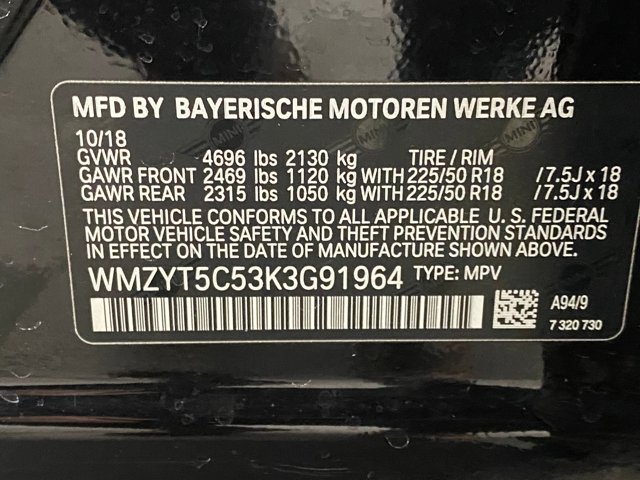 MFD BY BAYERISCHE MOTOREN WERKE AG
10/18
GVWR 4696 lbs 2130 kg TIRE / RIM
GAWR FRONT 2469 lbs 1120 kg WITH 225/50 R18 / 7.5J x 18
GAWR REAR 2315 lbs 1050 kg WITH 225/50 R18 / 7.5J x 18
THIS VEHICLE CONFORMS TO ALL APPLICABLE U. S. FEDERAL
MOTOR VEHICLE SAFETY AND THEFT PREVENTION STANDARDS
IN EFFECT ON THE DATE OF MANUFACTURE SHOWN ABOVE.
WMZYT5C53K3G91964 TYPE: MPV
A94/9
7 320 730
MINI
MINI
MINI